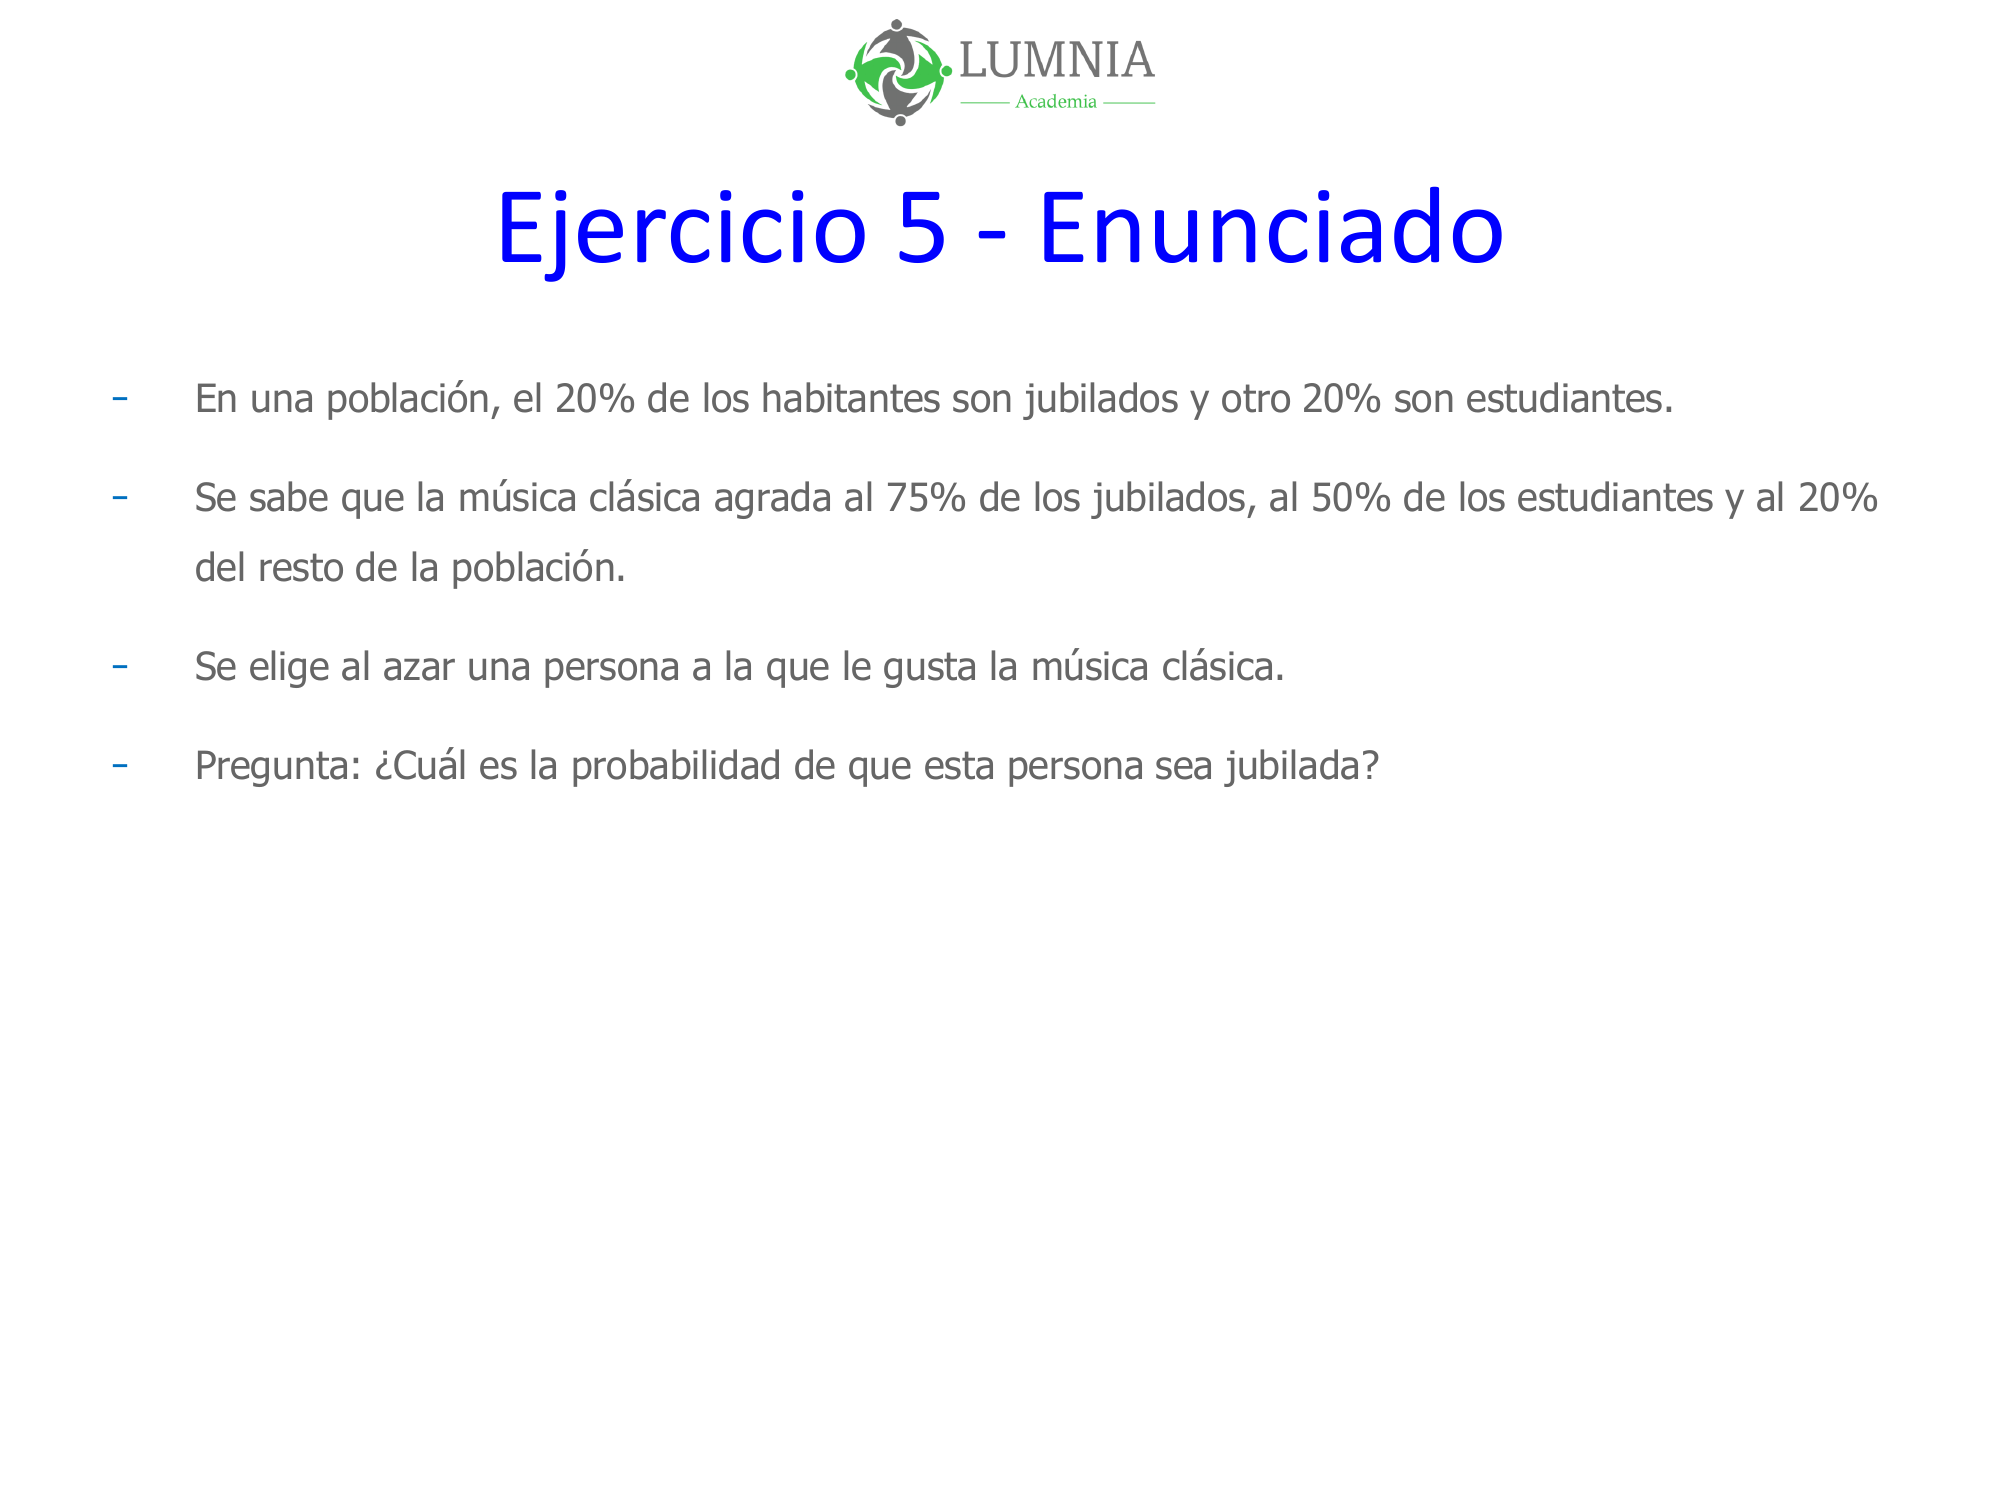 LUMNIA
Academia
Ejercicio 5 - Enunciado
- En una población, el 20% de los habitantes son jubilados y otro 20% son estudiantes.
- Se sabe que la música clásica agrada al 75% de los jubilados, al 50% de los estudiantes y al 20%
del resto de la población.
- Se elige al azar una persona a la que le gusta la música clásica.
- Pregunta: ¿Cuál es la probabilidad de que esta persona sea jubilada?